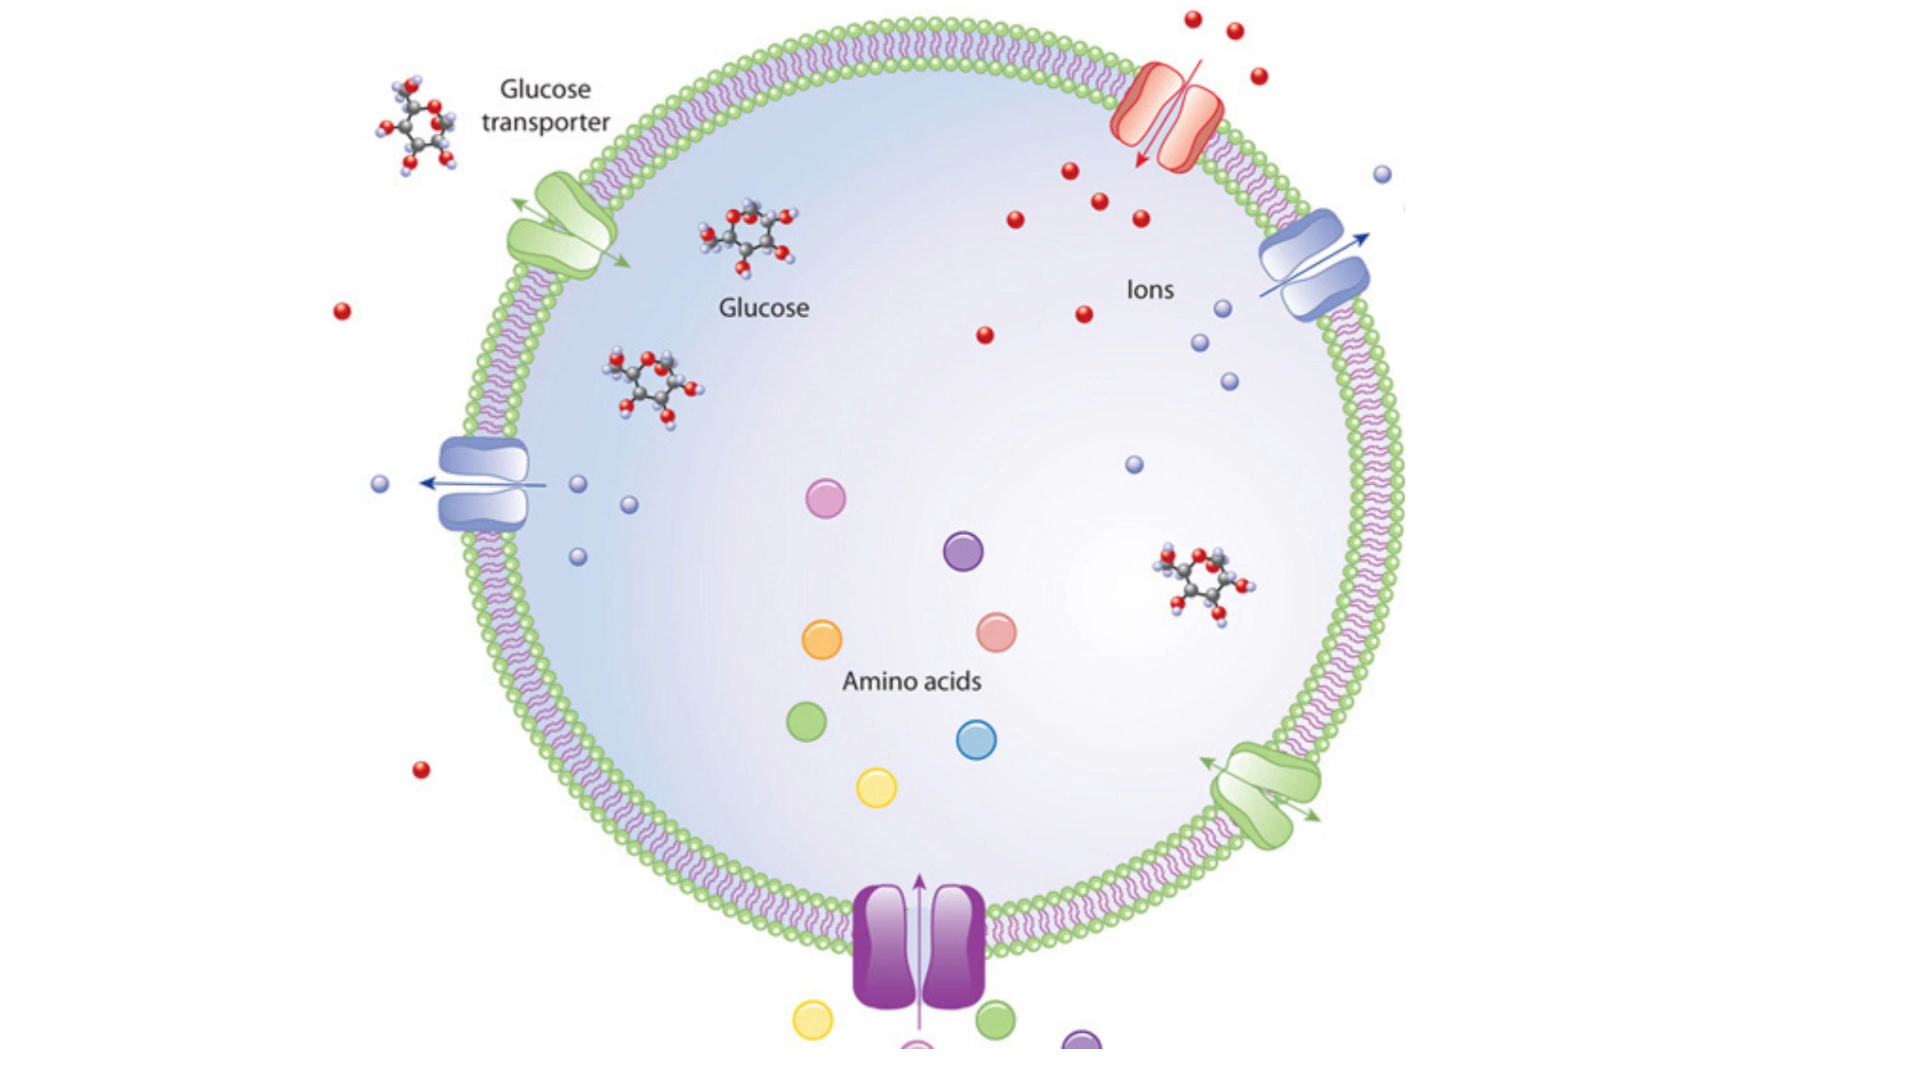 Glucose
transporter
Glucose
Ions
Amino acids